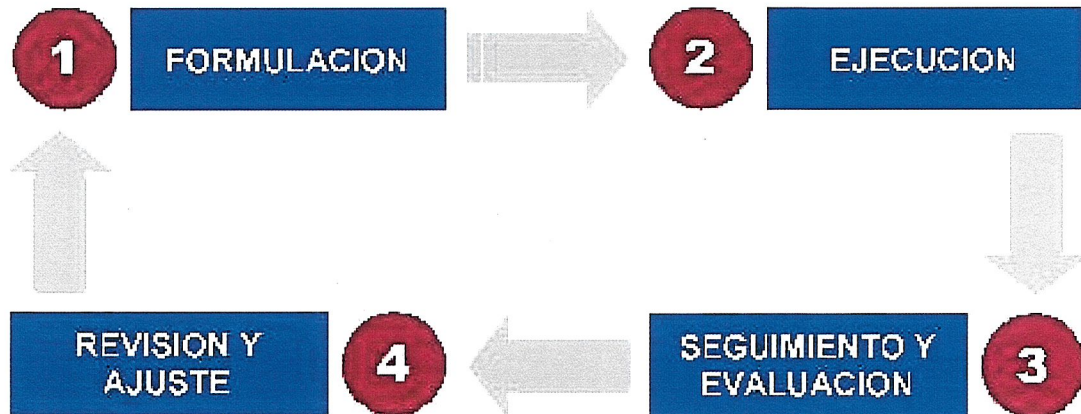 1
FORMULACION
2
EJECUCION
SEGUIMIENTO Y
EVALUACION
3
REVISION Y
AJUSTE
4